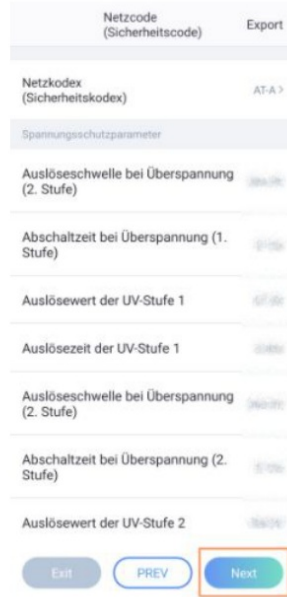 Netzcode
(Sicherheitscode)
Export
Netzkodex
(Sicherheitskodex)
AT-A >
Spannungsschutzparameter
Auslöseschwelle bei Überspannung
(2. Stufe)
Abschaltzeit bei Überspannung (1.
Stufe)
Auslösewert der UV-Stufe 1
Auslösezeit der UV-Stufe 1
Auslöseschwelle bei Überspannung
(2. Stufe)
Abschaltzeit bei Überspannung (2.
Stufe)
Auslösewert der UV-Stufe 2
Exit
PREV
Next